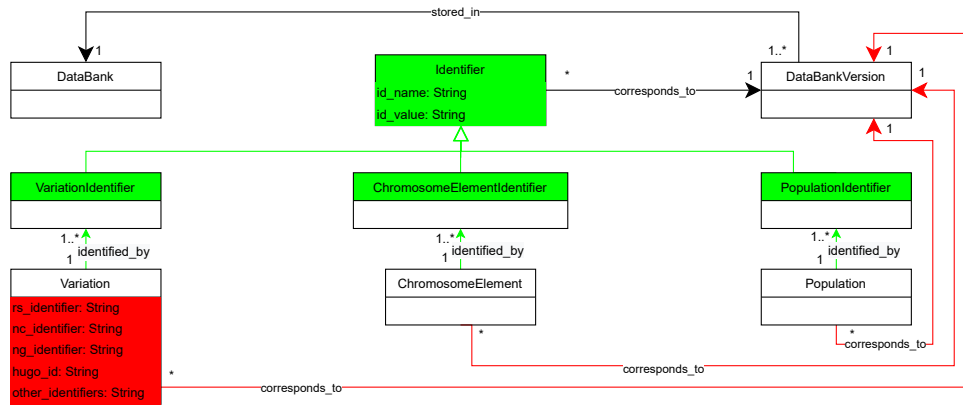 stored_in
1
1..*
1
DataBank
Identifier
id_name: String
id_value: String
*
corresponds_to
1
DataBankVersion
1
1
VariationIdentifier
ChromosomeElementIdentifier
PopulationIdentifier
1..*
identified_by
1
1..*
identified_by
1
1..*
identified_by
1
Variation
rs_identifier: String
nc_identifier: String
ng_identifier: String
hugo_id: String
other_identifiers: String
ChromosomeElement
Population
*
*
corresponds_to
corresponds_to
*
corresponds_to